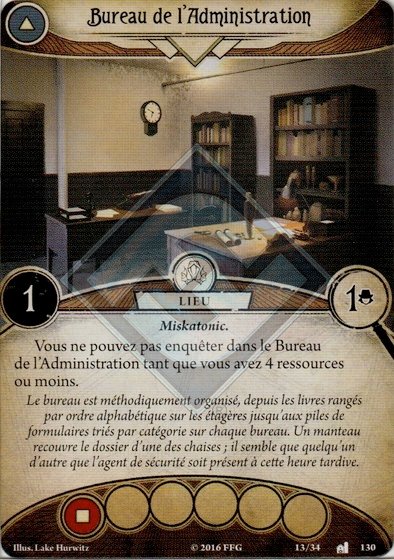 Bureau de l'Administration
1
1
LIEU
Miskatonic.
Vous ne pouvez pas enquêter dans le Bureau
de l'Administration tant que vous avez 4 ressources
ou moins.
Le bureau est méthodiquement organisé, depuis les livres rangés
par ordre alphabétique sur les étagères jusqu'aux piles de
formulaires triés par catégorie sur chaque bureau. Un manteau
recouvre le dossier d'une des chaises ; il semble que quelqu'un
d'autre que l'agent de sécurité soit présent à cette heure tardive.
Illus. Lake Hurwitz
© 2016 FFG
13/34
130